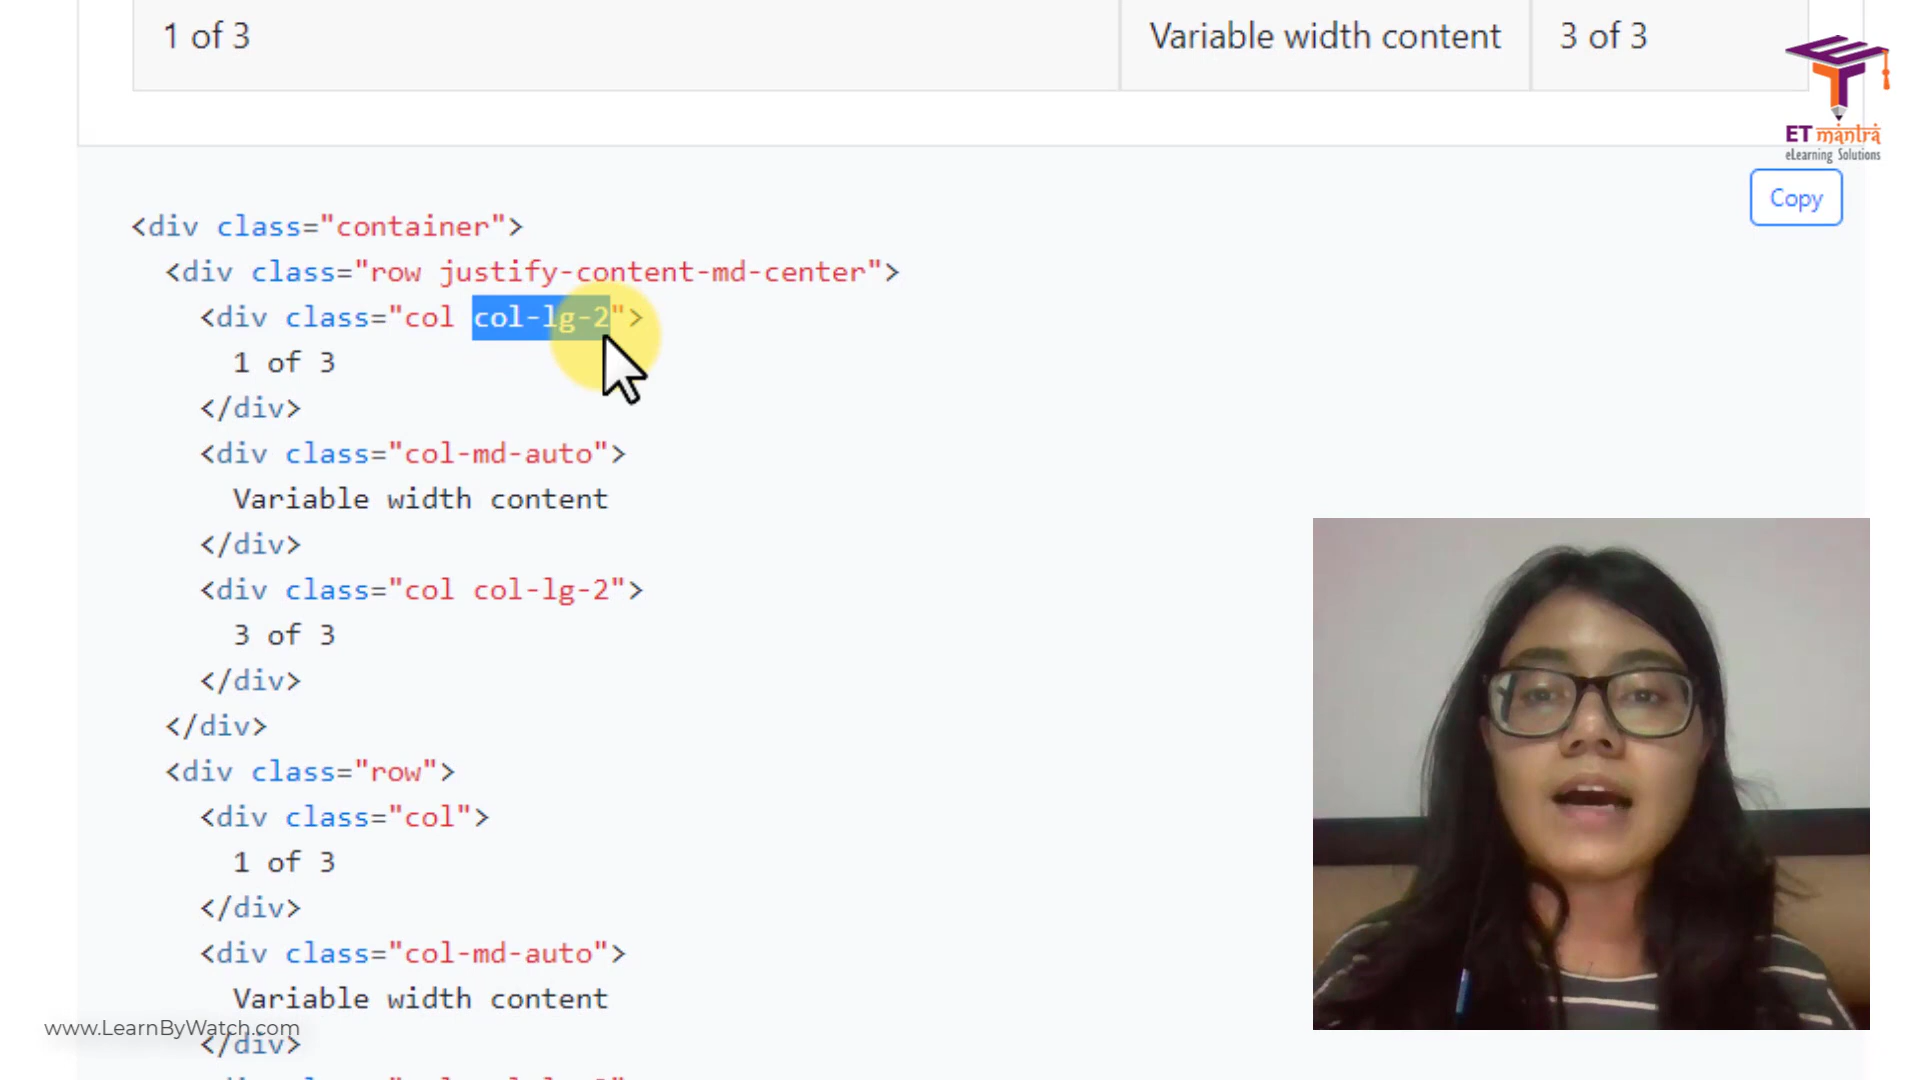 1 of 3
Variable width content
3 of 3
ET mantra
eLearning Solutions
Copy
<div class="container">
<div class="row justify-content-md-center">
<div class="col col-lg-2">
1 of 3
</div>
<div class="col-md-auto">
Variable width content
</div>
<div class="col col-lg-2">
3 of 3
</div>
</div>
<div class="row">
<div class="col">
1 of 3
</div>
<div class="col-md-auto">
Variable width content
www.LearnByWatch.com
</div>